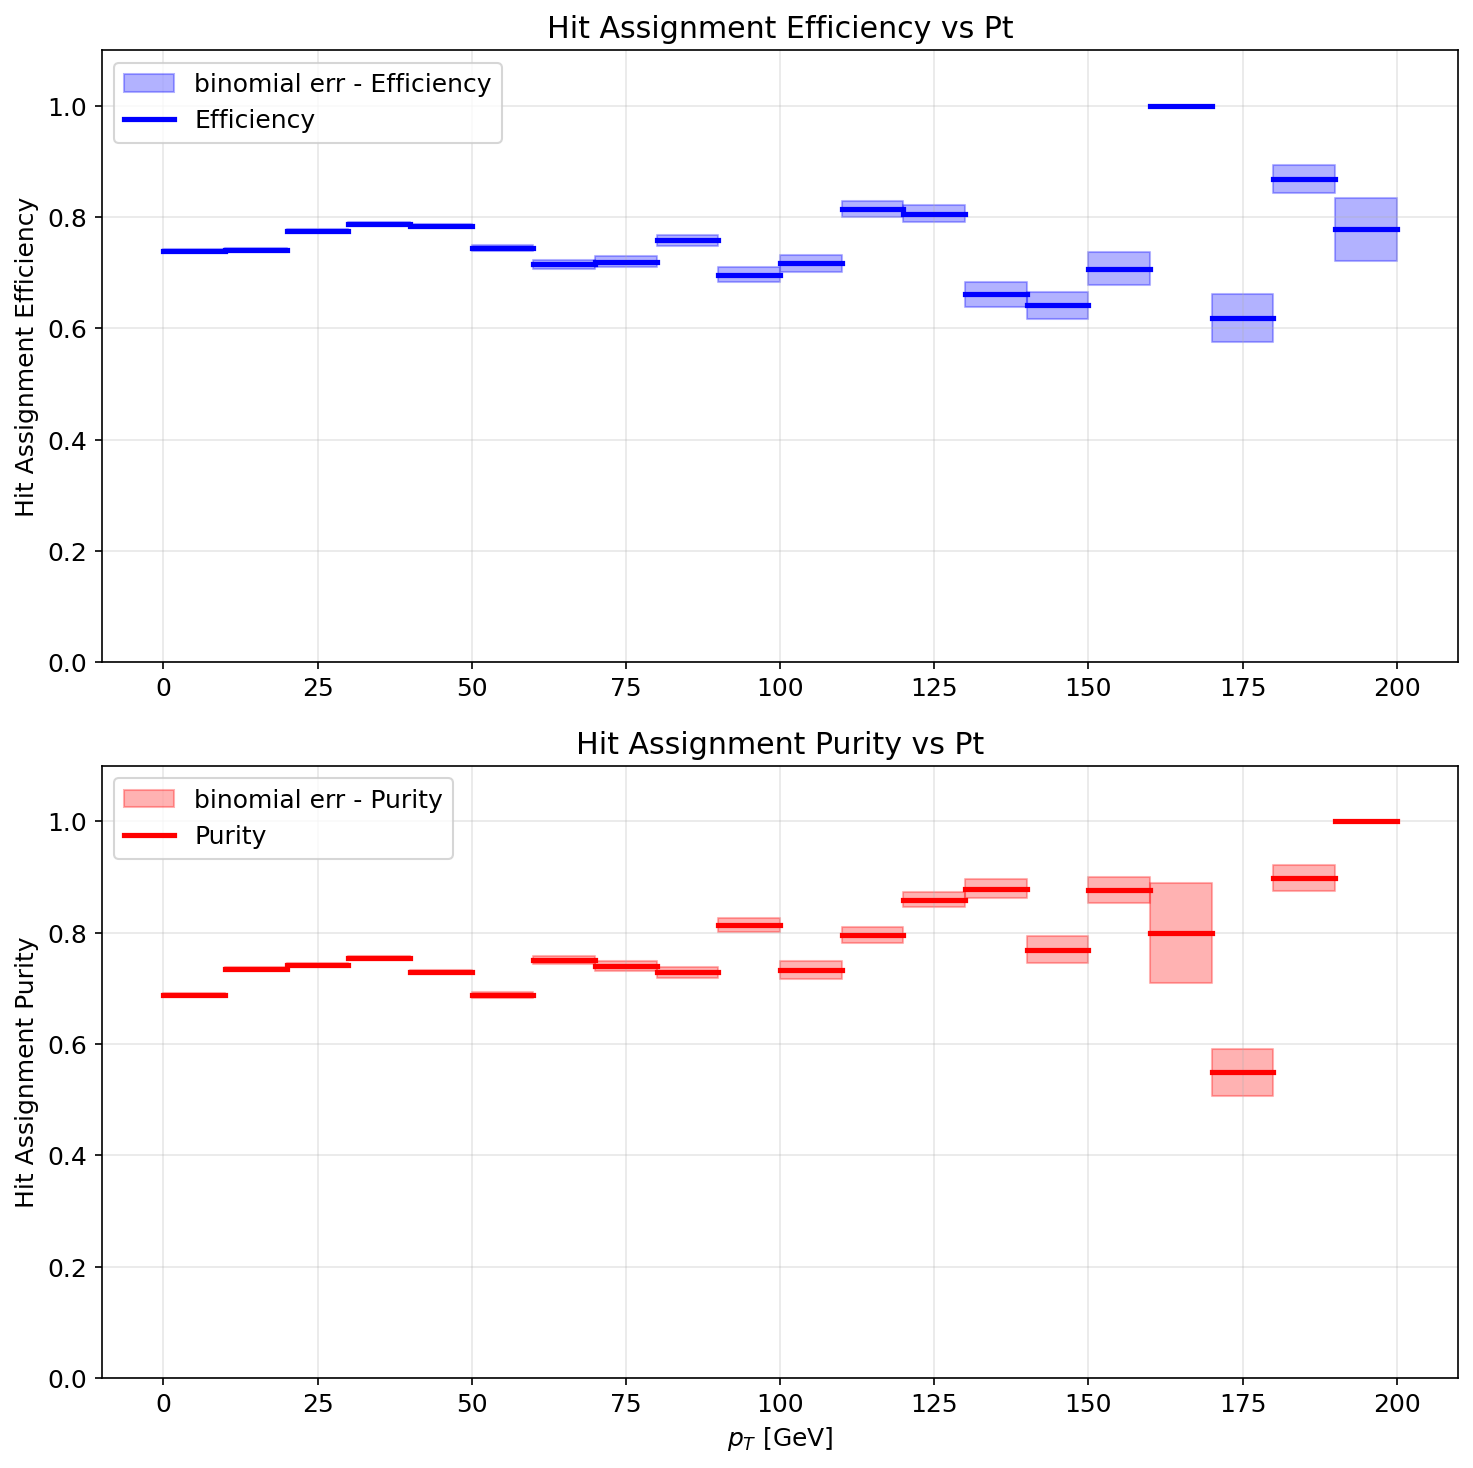 Hit Assignment Efficiency vs Pt
binomial err - Efficiency
Efficiency
Hit Assignment Efficiency
1.0
0.8
0.6
0.4
0.2
0.0
0 25 50 75 100 125 150 175 200
Hit Assignment Purity vs Pt
binomial err - Purity
Purity
Hit Assignment Purity
1.0
0.8
0.6
0.4
0.2
0.0
0 25 50 75 100 125 150 175 200
p_T [GeV]